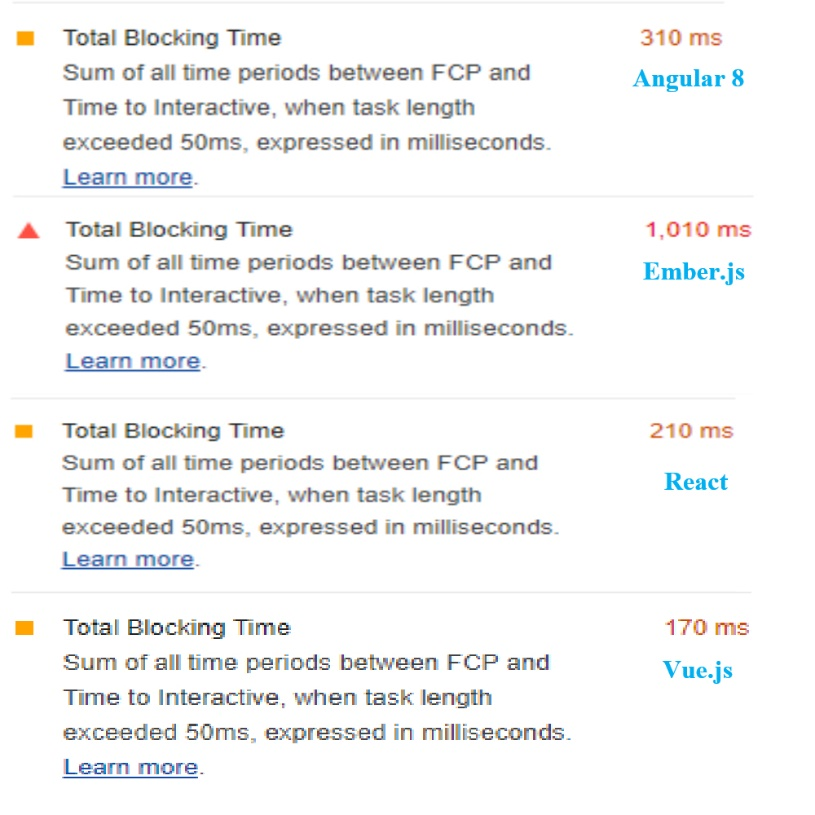 Total Blocking Time 310 ms
Sum of all time periods between FCP and Angular 8
Time to Interactive, when task length
exceeded 50ms, expressed in milliseconds.
Learn more.
Total Blocking Time 1,010 ms
Sum of all time periods between FCP and Ember.js
Time to Interactive, when task length
exceeded 50ms, expressed in milliseconds.
Learn more.
Total Blocking Time 210 ms
Sum of all time periods between FCP and React
Time to Interactive, when task length
exceeded 50ms, expressed in milliseconds.
Learn more.
Total Blocking Time 170 ms
Sum of all time periods between FCP and Vue.js
Time to Interactive, when task length
exceeded 50ms, expressed in milliseconds.
Learn more.